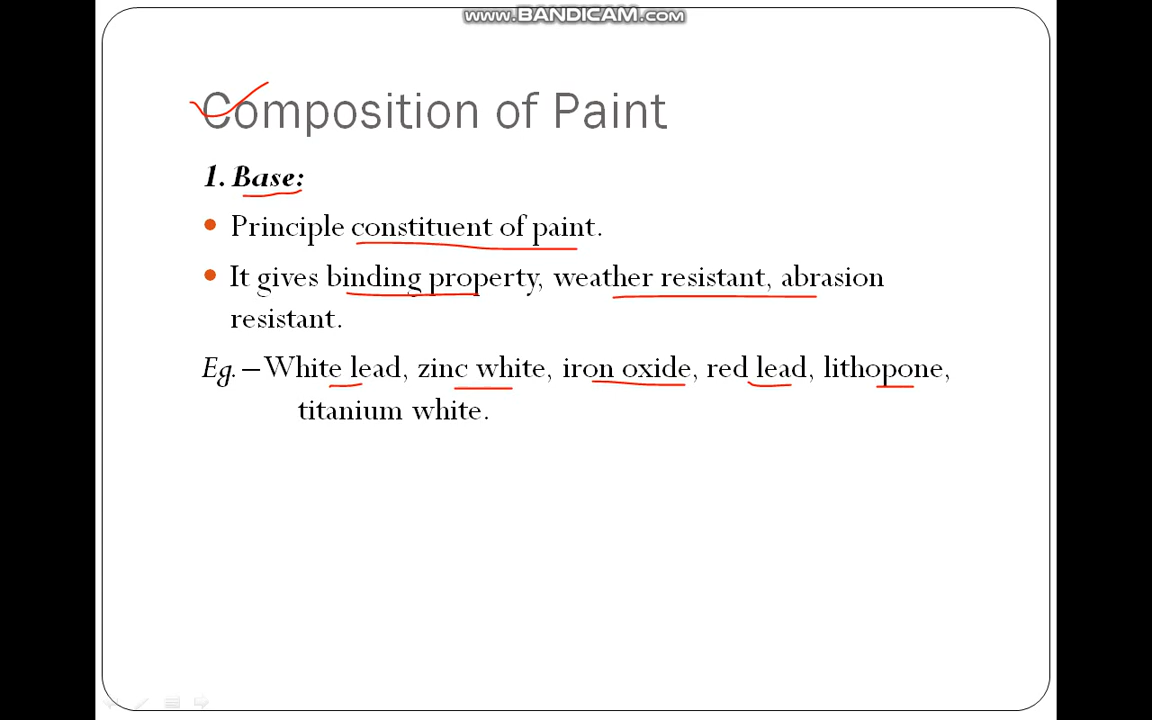 www.BANDICAM.com
Composition of Paint
1. Base:
• Principle constituent of paint.
• It gives binding property, weather resistant, abrasion
resistant.
Eg. – White lead, zinc white, iron oxide, red lead, lithopone,
titanium white.